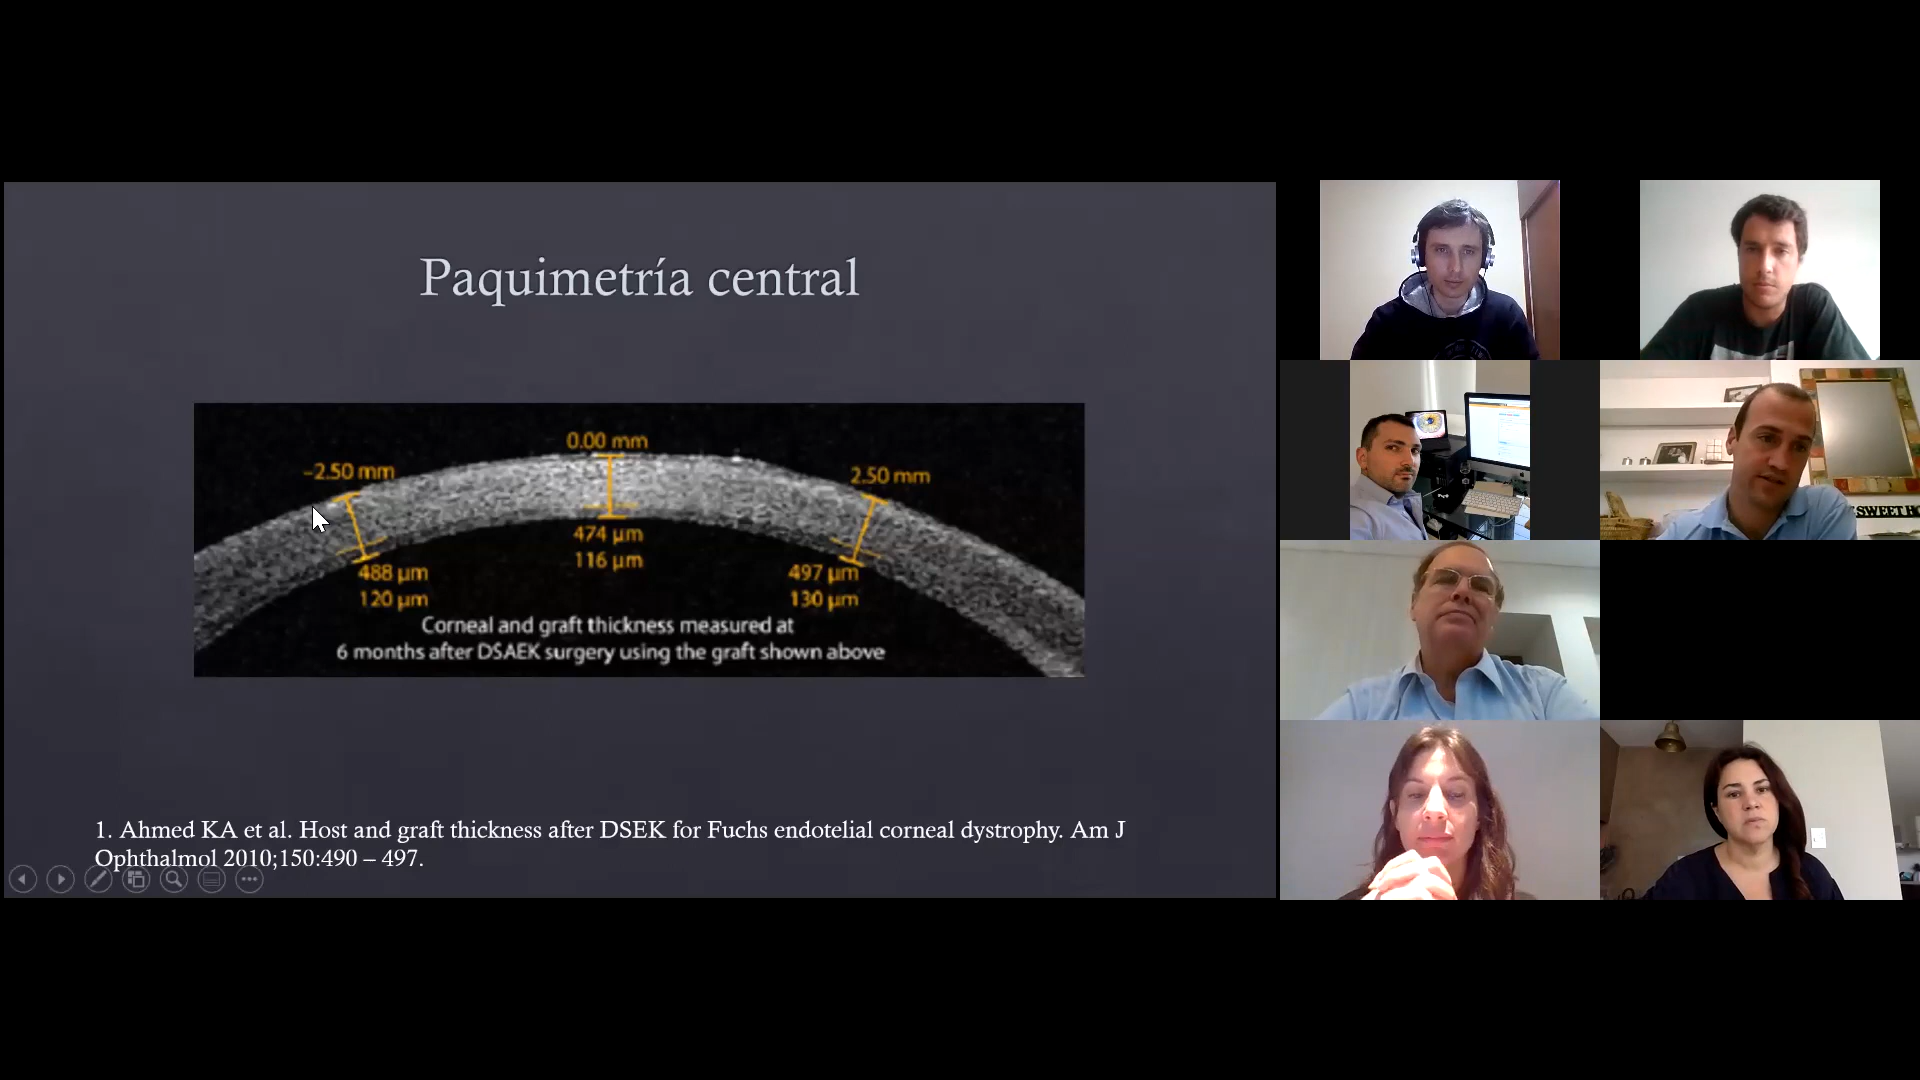 Paquimetría central
0.00 mm
-2.50 mm
2.50 mm
474 µm
116 µm
488 µm
120 µm
497 µm
130 µm
Corneal and graft thickness measured at
6 months after DSAEK surgery using the graft shown above
1. Ahmed KA et al. Host and graft thickness after DSEK for Fuchs endotelial corneal dystrophy. Am J
Ophthalmol 2010;150:490 – 497.
SWEET H